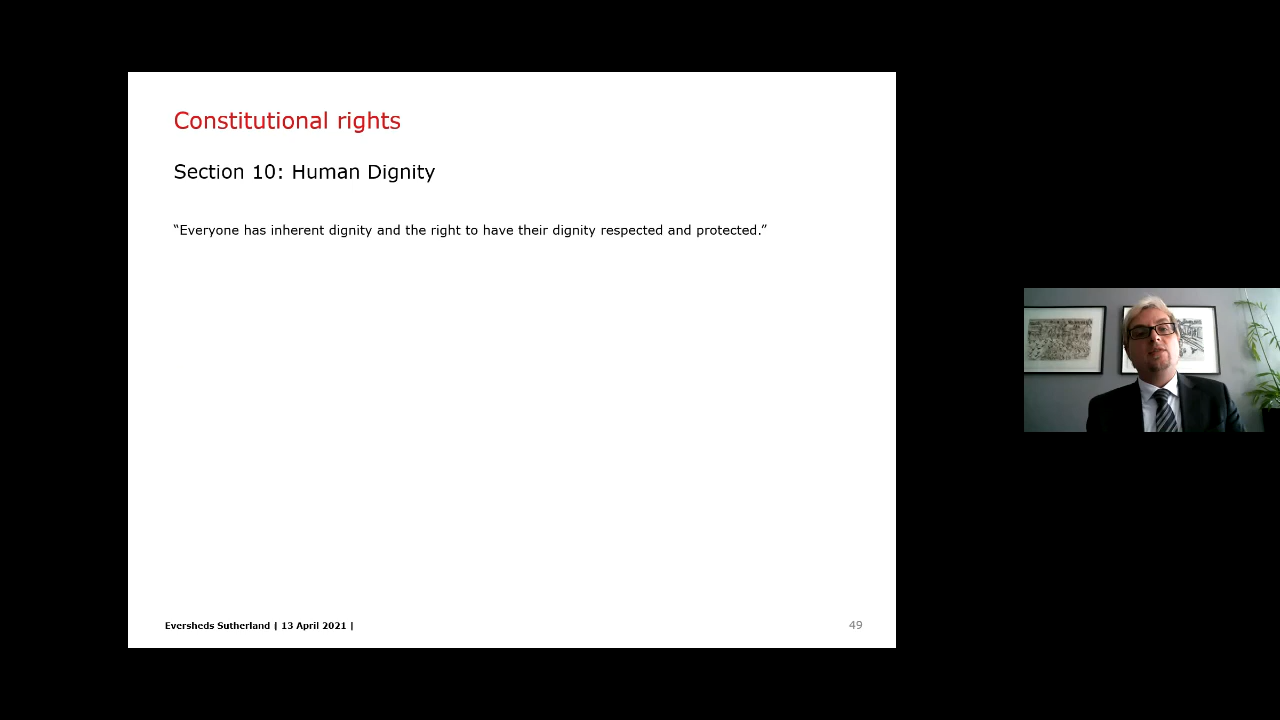 Constitutional rights
Section 10: Human Dignity
“Everyone has inherent dignity and the right to have their dignity respected and protected.”
Eversheds Sutherland | 13 April 2021 |
49